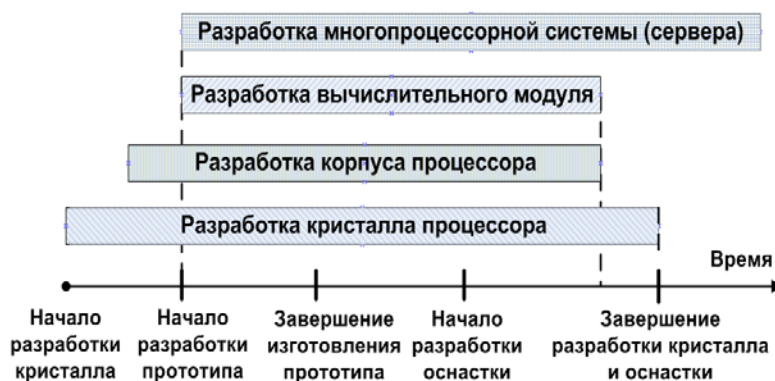 Разработка многопроцессорной системы (сервера)
Разработка вычислительного модуля
Разработка корпуса процессора
Разработка кристалла процессора
Время
Начало
разработки
кристалла
Начало
разработки
прототипа
Завершение
изготовления
прототипа
Начало
разработки
оснастки
Завершение
разработки кристалла
и оснастки